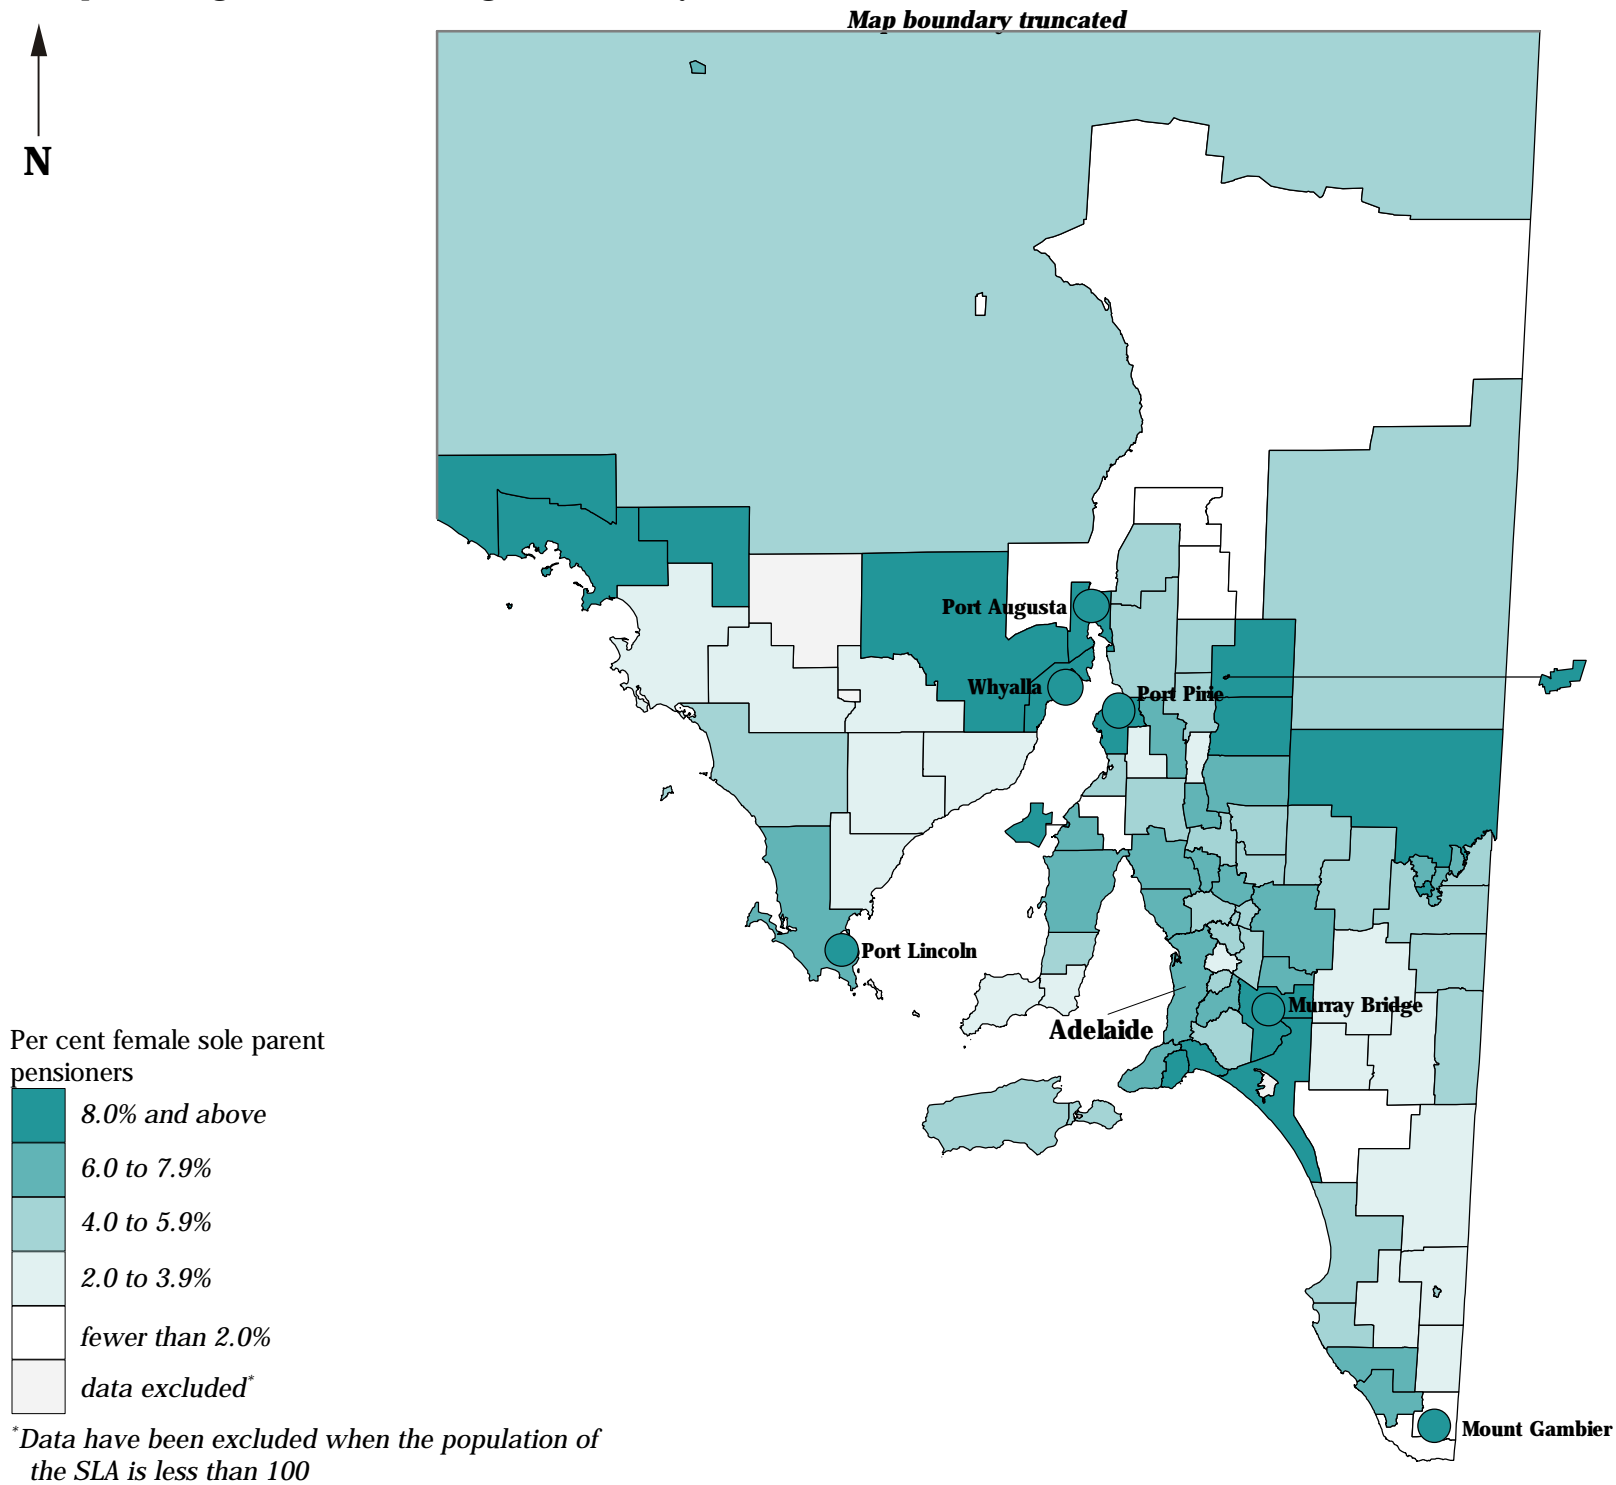 Map boundary truncated
N
Port Augusta
Whyalla
Port Pirie
Port Lincoln
Murray Bridge
Adelaide
Per cent female sole parent
pensioners
8.0% and above
6.0 to 7.9%
4.0 to 5.9%
2.0 to 3.9%
fewer than 2.0%
data excluded*
Mount Gambier
*Data have been excluded when the population of
the SLA is less than 100